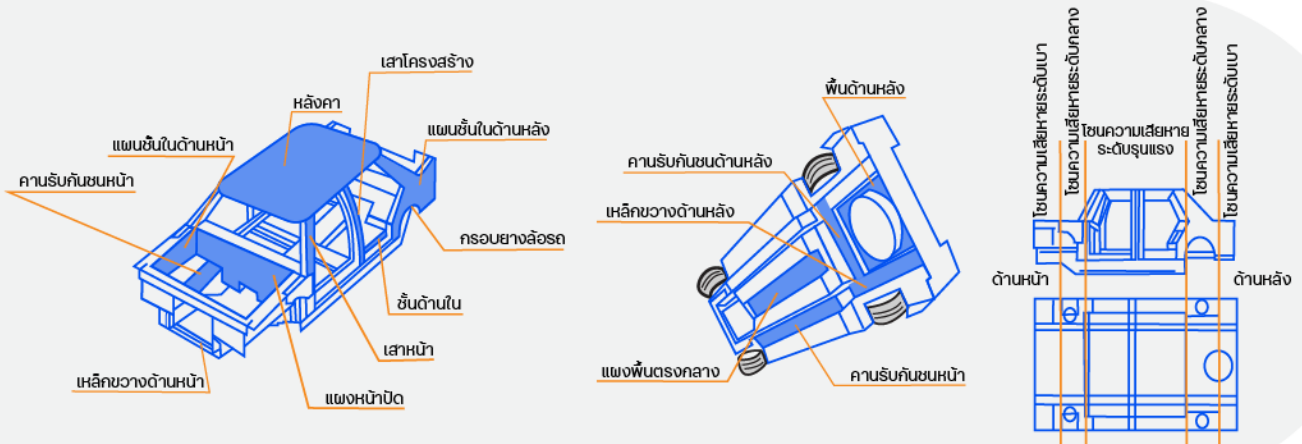 เสาโครงสร้าง
หลังคา
แผนชั้นในด้านหลัง
แผนชั้นในด้านหน้า
คานรับกันชนหน้า
กรอบยางล้อรถ
ชั้นด้านใน
เสาหน้า
เหล็กขวางด้านหน้า
แผงหน้าปัด
พื้นด้านหลัง
คานรับกันชนด้านหลัง
เหล็กขวางด้านหลัง
แผงพื้นตรงกลาง
คานรับกันชนหน้า
โซนความเสียหายระดับเบา
โซนความเสียหายระดับกลาง
โซนความเสียหาย
ระดับรุนแรง
โซนความเสียหายระดับกลาง
โซนความเสียหายระดับเบา
ด้านหน้า
ด้านหลัง